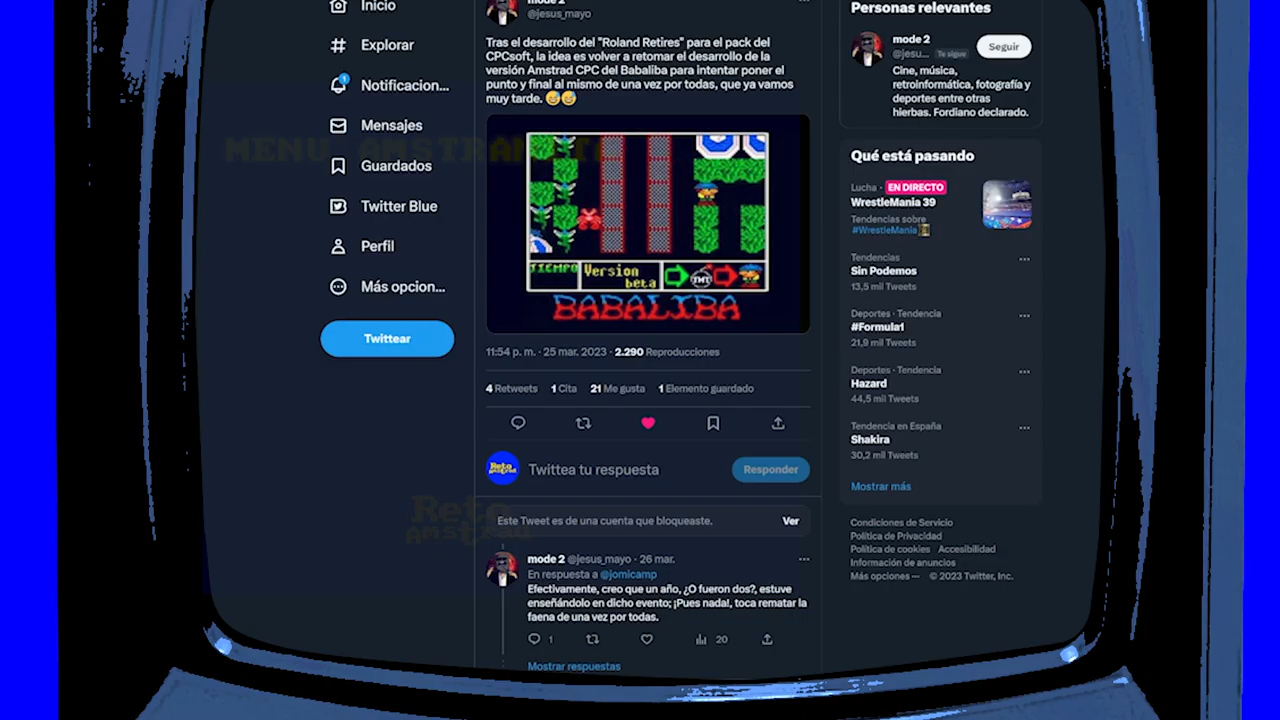 Inicio
Explorar
1
Notificacion...
Mensajes
Guardados
Twitter Blue
Perfil
Más opcion...
Twittear
MENU AMSTRAD
Reto
Amstrad
mode 2
@jesus_mayo
Tras el desarrollo del "Roland Retires" para el pack del
CPCsoft, la idea es volver a retomar el desarrollo de la
versión Amstrad CPC del Babaliba para intentar poner el
punto y final al mismo de una vez por todas, que ya vamos
muy tarde. 😅😅
TIEMPO
Version
beta
TNT
BABALIBA
11:54 p. m. · 25 mar. 2023 · 2.290 Reproducciones
4 Retweets 1 Cita 21 Me gusta 1 Elemento guardado
Reto
Amstrad
Twittea tu respuesta
Responder
Este Tweet es de una cuenta que bloqueaste.
Ver
mode 2 @jesus_mayo · 26 mar.
En respuesta a @jomicamp
Efectivamente, creo que un año, ¿O fueron dos?, estuve
enseñándolo en dicho evento; ¡Pues nada!, toca rematar la
faena de una vez por todas.
1
20
Mostrar respuestas
Personas relevantes
mode 2
@jesu... Te sigue
Seguir
Cine, música,
retroinformática, fotografía y
deportes entre otras
hierbas. Fordiano declarado.
Qué está pasando
Lucha · EN DIRECTO
WrestleMania 39
Tendencias sobre
#WrestleMania
Tendencias
Sin Podemos
13,5 mil Tweets
Deportes · Tendencia
#Formula1
21,9 mil Tweets
Deportes · Tendencia
Hazard
44,5 mil Tweets
Tendencia en España
Shakira
30,2 mil Tweets
Mostrar más
Condiciones de Servicio
Política de Privacidad
Política de cookies Accesibilidad
Información de anuncios
Más opciones ··· © 2023 Twitter, Inc.